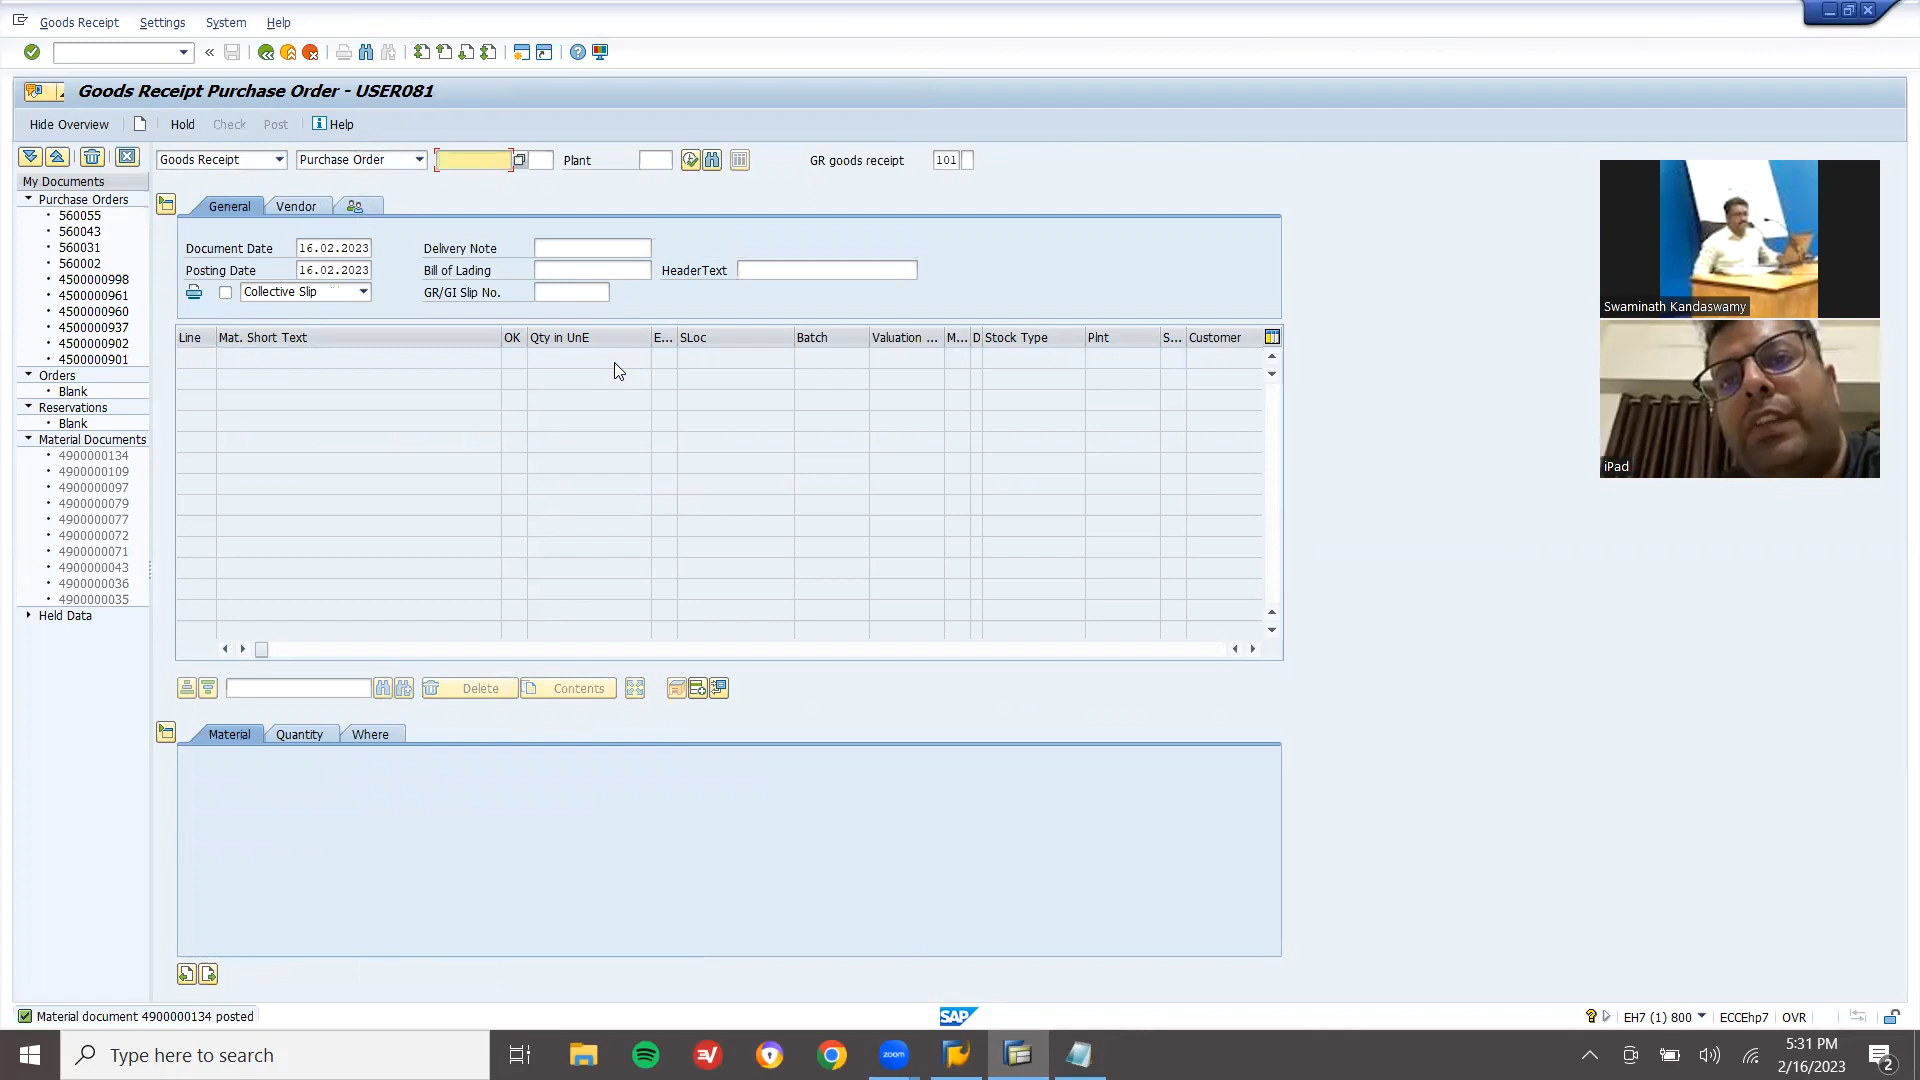 Goods Receipt Settings System Help
Goods Receipt Purchase Order - USER081
Hide Overview Hold Check Post Help
Goods Receipt Purchase Order Plant GR goods receipt 101
My Documents
Purchase Orders
560055
560043
560031
560002
4500000998
4500000961
4500000960
4500000937
4500000902
4500000901
Orders
Blank
Reservations
Blank
Material Documents
4900000134
4900000109
4900000097
4900000079
4900000077
4900000072
4900000071
4900000043
4900000036
4900000035
Held Data
General Vendor
Document Date 16.02.2023 Delivery Note
Posting Date 16.02.2023 Bill of Lading HeaderText
Collective Slip GR/GI Slip No.
Line Mat. Short Text OK Qty in UnE E... SLoc Batch Valuation ... M... D Stock Type Plnt S... Customer
Delete Contents
Material Quantity Where
Swaminath Kandaswamy
iPad
Material document 4900000134 posted
SAP
EH7 (1) 800 ECCEhp7 OVR
Type here to search
zoom
5:31 PM
2/16/2023
2